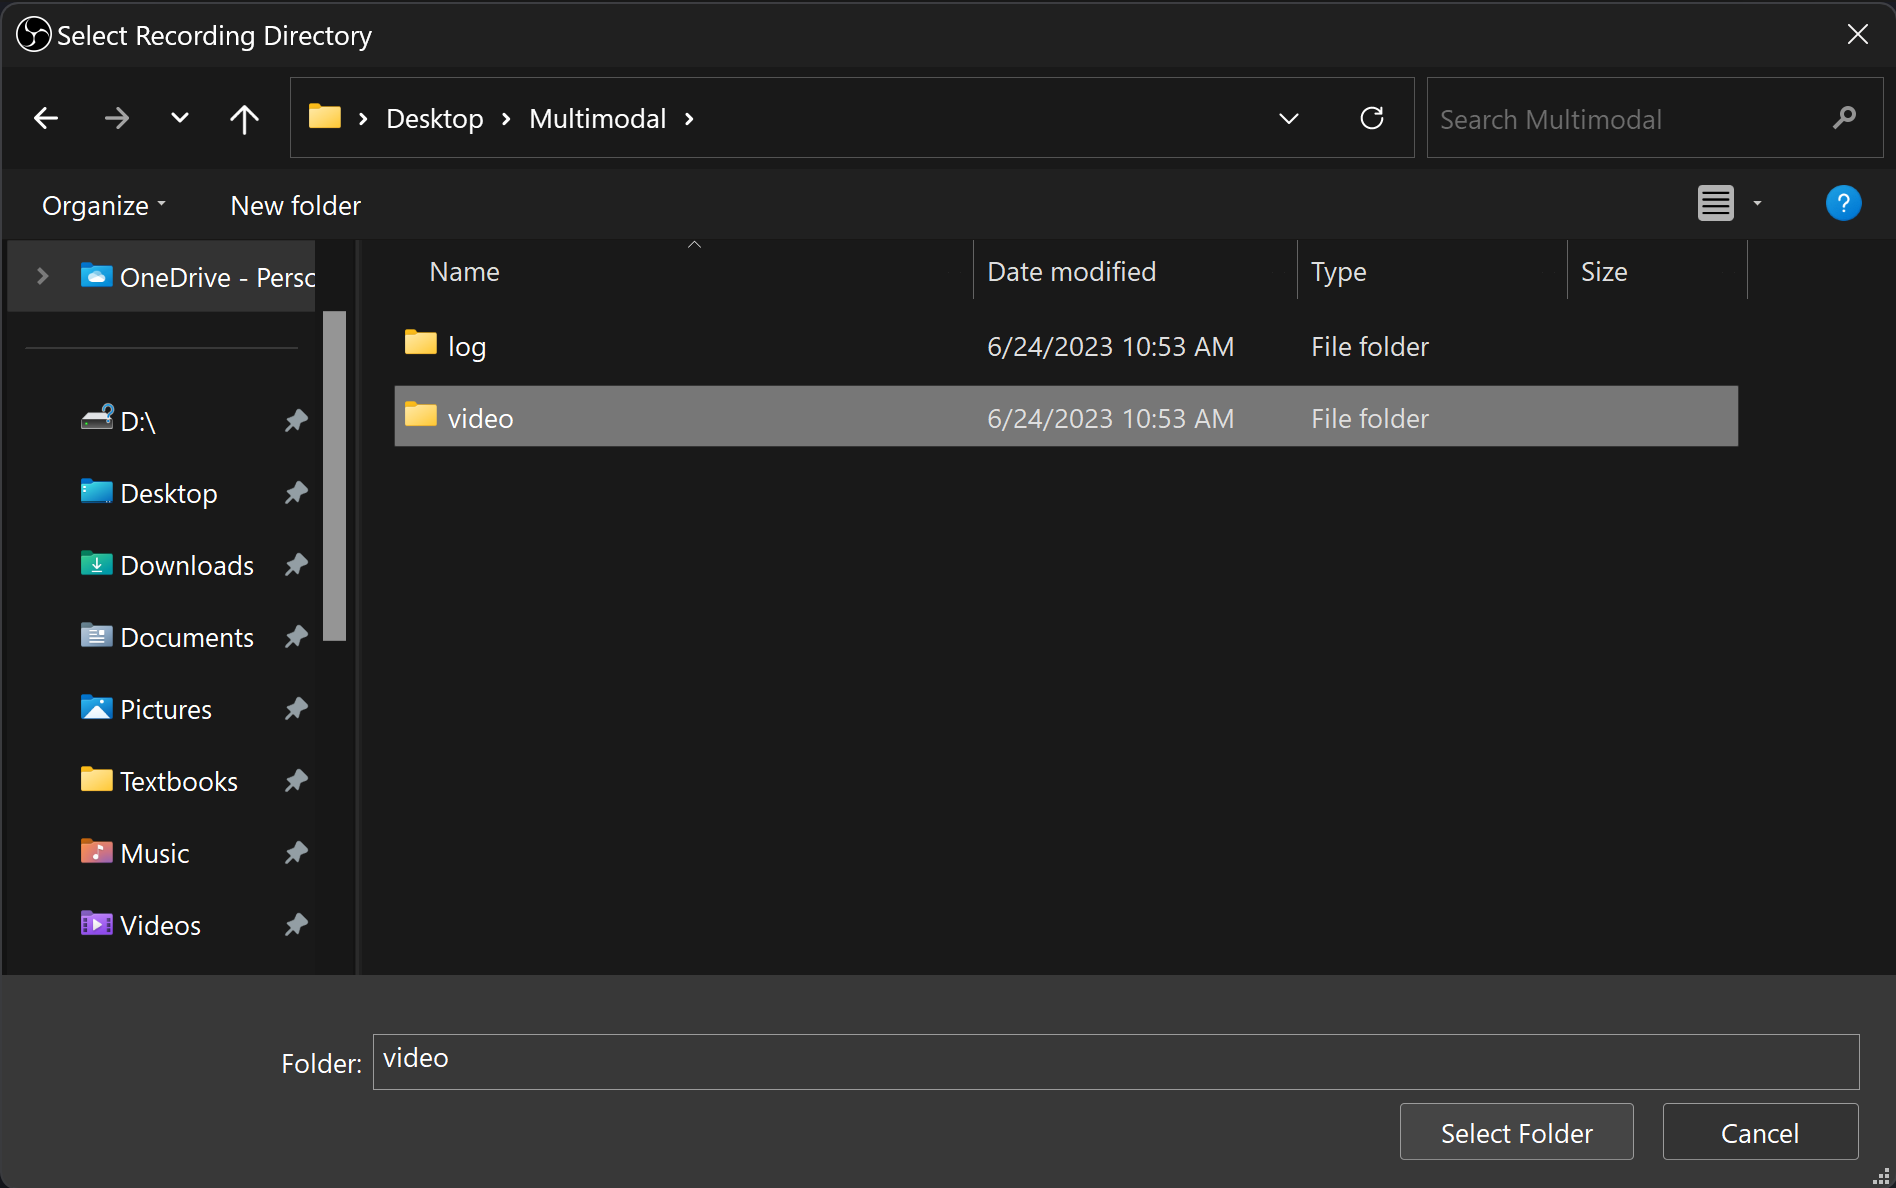 Select Recording Directory
Desktop Multimodal
Search Multimodal
Organize New folder
?
OneDrive - Perso
Name Date modified Type Size
log 6/24/2023 10:53 AM File folder
video 6/24/2023 10:53 AM File folder
D:\
Desktop
Downloads
Documents
Pictures
Textbooks
Music
Videos
Folder: video
Select Folder Cancel